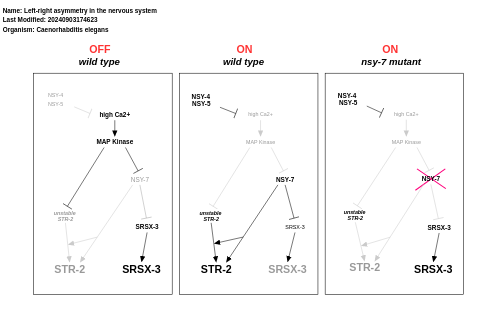 Name: Left-right asymmetry in the nervous system
Last Modified: 20240903174623
Organism: Caenorhabditis elegans
OFF
wild type
NSY-4
NSY-5
high Ca2+
MAP Kinase
NSY-7
unstable
STR-2
SRSX-3
STR-2
SRSX-3
ON
wild type
NSY-4
NSY-5
high Ca2+
MAP Kinase
NSY-7
unstable
STR-2
SRSX-3
STR-2
SRSX-3
ON
nsy-7 mutant
NSY-4
NSY-5
high Ca2+
MAP Kinase
NSY-7
unstable
STR-2
SRSX-3
STR-2
SRSX-3